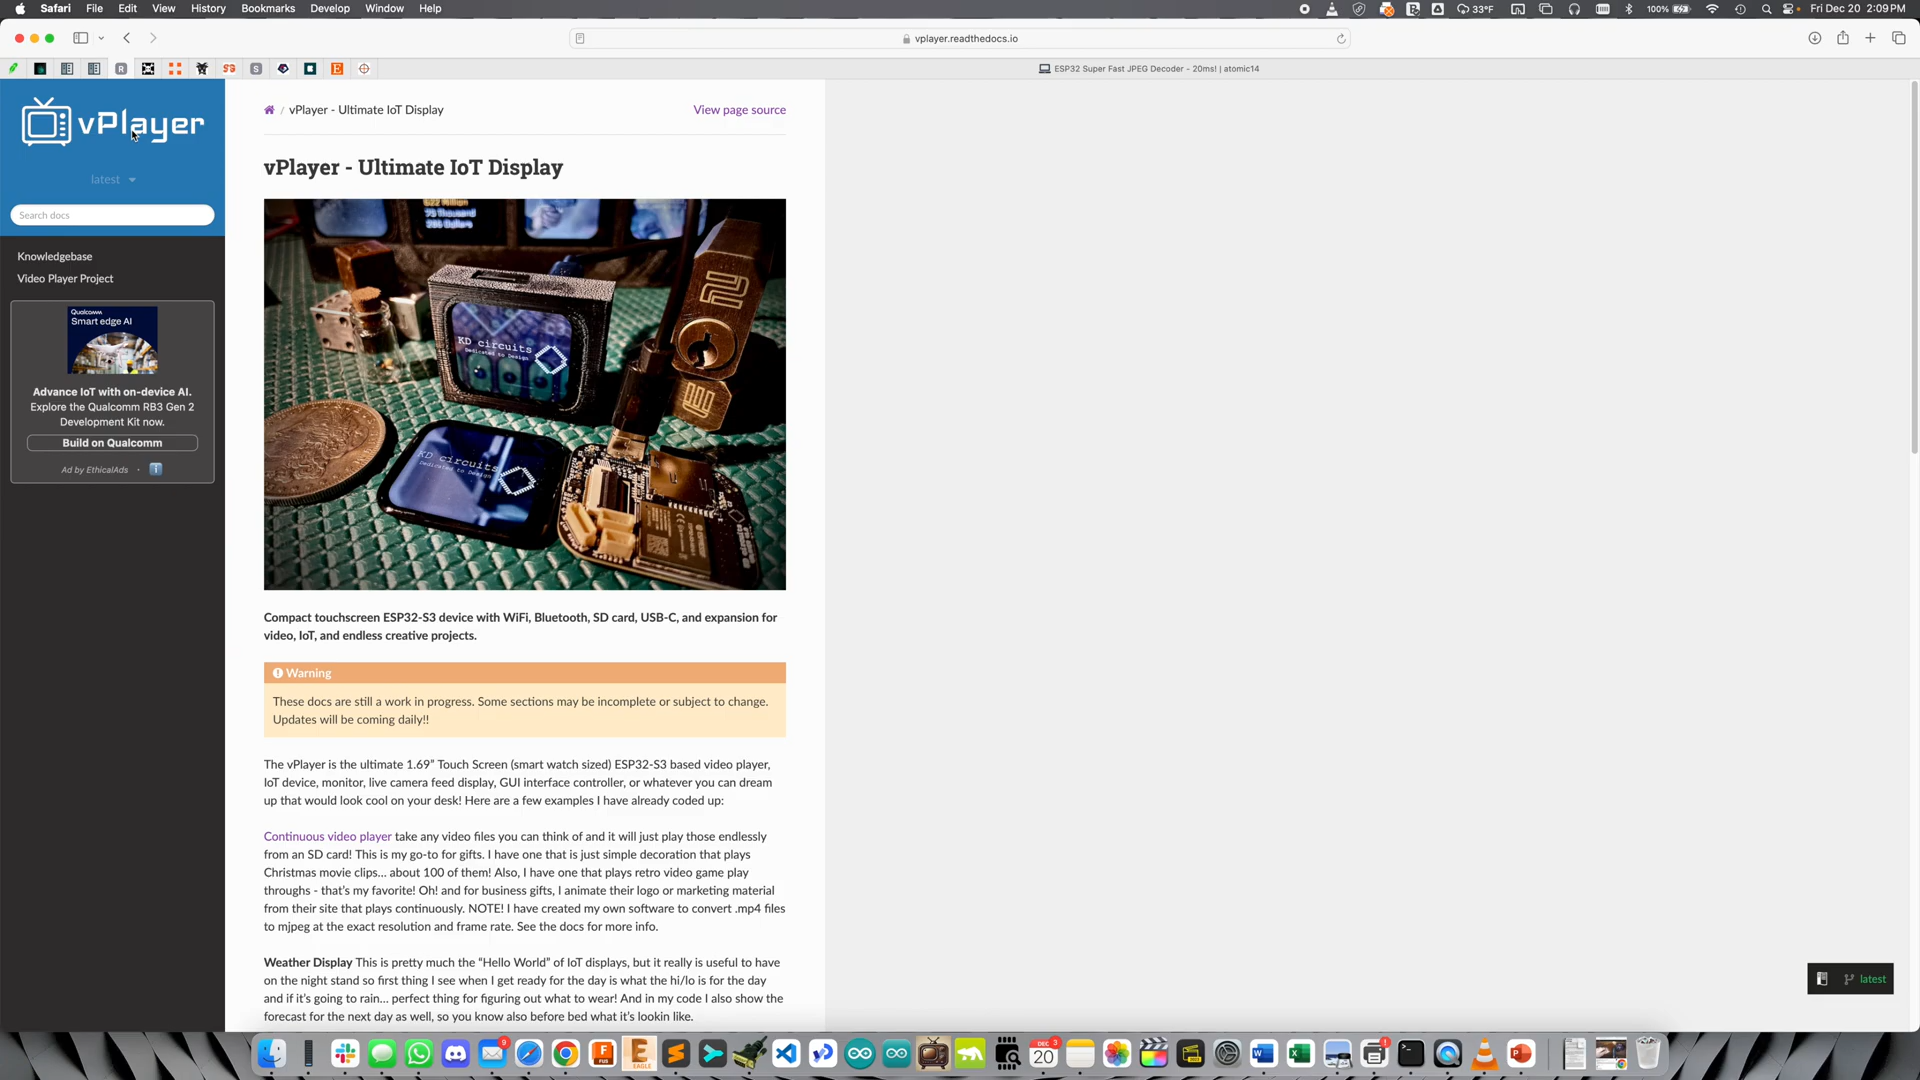 Safari File Edit View History Bookmarks Develop Window Help
33°F 100% Fri Dec 20 2:09 PM
vplayer.readthedocs.io
R SG S E
ESP32 Super Fast JPEG Decoder - 20ms! | atomic14
vPlayer
latest
Search docs
Knowledgebase
Video Player Project
Qualcomm
Smart edge AI
Advance IoT with on-device AI.
Explore the Qualcomm RB3 Gen 2
Development Kit now.
Build on Qualcomm
Ad by EthicalAds · i
/ vPlayer - Ultimate IoT Display
View page source
vPlayer - Ultimate IoT Display
KD circuits
Dedicated to Design
KD circuits
Dedicated to Design
Compact touchscreen ESP32-S3 device with WiFi, Bluetooth, SD card, USB-C, and expansion for
video, IoT, and endless creative projects.
Warning
These docs are still a work in progress. Some sections may be incomplete or subject to change.
Updates will be coming daily!!
The vPlayer is the ultimate 1.69” Touch Screen (smart watch sized) ESP32-S3 based video player,
IoT device, monitor, live camera feed display, GUI interface controller, or whatever you can dream
up that would look cool on your desk! Here are a few examples I have already coded up:
Continuous video player take any video files you can think of and it will just play those endlessly
from an SD card! This is my go-to for gifts. I have one that is just simple decoration that plays
Christmas movie clips… about 100 of them! Also, I have one that plays retro video game play
throughs - that’s my favorite! Oh! and for business gifts, I animate their logo or marketing material
from their site that plays continuously. NOTE! I have created my own software to convert .mp4 files
to mjpeg at the exact resolution and frame rate. See the docs for more info.
Weather Display This is pretty much the “Hello World” of IoT displays, but it really is useful to have
on the night stand so first thing I see when I get ready for the day is what the hi/lo is for the day
and if it’s going to rain… perfect thing for figuring out what to wear! And in my code I also show the
forecast for the next day as well, so you know also before bed what it’s lookin like.
latest
9
F
FUS
E
EAGLE
DEC 3
20
W
X
1
P